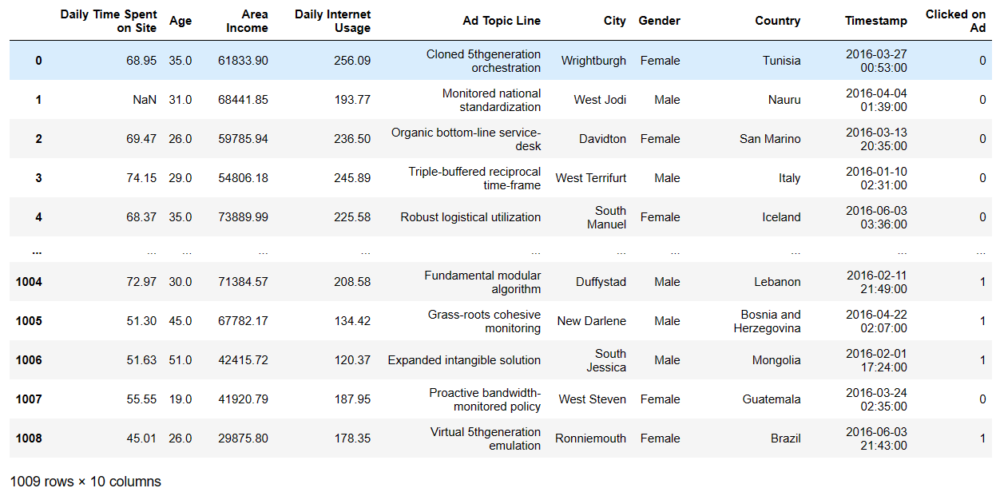 Daily Time Spent on Site Age Area Income Daily Internet Usage Ad Topic Line City Gender Country Timestamp Clicked on Ad
0 68.95 35.0 61833.90 256.09 Cloned 5thgeneration orchestration Wrightburgh Female Tunisia 2016-03-27 00:53:00 0
1 NaN 31.0 68441.85 193.77 Monitored national standardization West Jodi Male Nauru 2016-04-04 01:39:00 0
2 69.47 26.0 59785.94 236.50 Organic bottom-line service-desk Davidton Female San Marino 2016-03-13 20:35:00 0
3 74.15 29.0 54806.18 245.89 Triple-buffered reciprocal time-frame West Terrifurt Male Italy 2016-01-10 02:31:00 0
4 68.37 35.0 73889.99 225.58 Robust logistical utilization South Manuel Female Iceland 2016-06-03 03:36:00 0
... ... ... ... ... ... ... ... ... ... ...
1004 72.97 30.0 71384.57 208.58 Fundamental modular algorithm Duffystad Male Lebanon 2016-02-11 21:49:00 1
1005 51.30 45.0 67782.17 134.42 Grass-roots cohesive monitoring New Darlene Male Bosnia and Herzegovina 2016-04-22 02:07:00 1
1006 51.63 51.0 42415.72 120.37 Expanded intangible solution South Jessica Male Mongolia 2016-02-01 17:24:00 1
1007 55.55 19.0 41920.79 187.95 Proactive bandwidth-monitored policy West Steven Female Guatemala 2016-03-24 02:35:00 0
1008 45.01 26.0 29875.80 178.35 Virtual 5thgeneration emulation Ronniemouth Female Brazil 2016-06-03 21:43:00 1
1009 rows × 10 columns